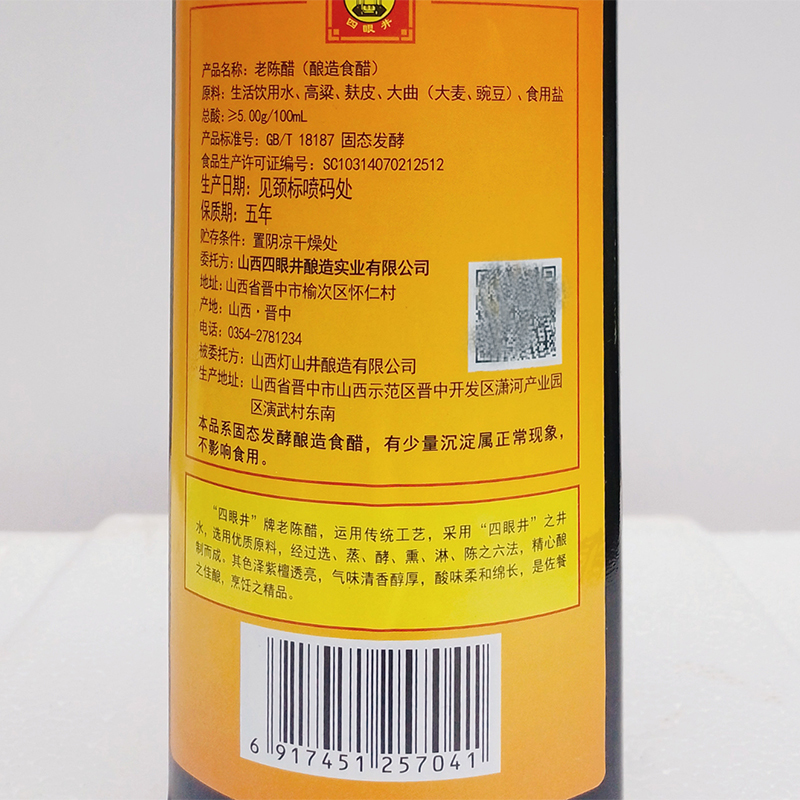 四眼井
产品名称：老陈醋（酿造食醋）
原料：生活饮用水、高粱、麸皮、大曲（大麦、豌豆）、食用盐
总酸：≥5.00g/100mL
产品标准号：GB/T 18187 固态发酵
食品生产许可证编号：SC10314070212512
生产日期：见颈标喷码处
保质期：五年
贮存条件：置阴凉干燥处
委托方：山西四眼井酿造实业有限公司
地址：山西省晋中市榆次区怀仁村
产地：山西·晋中
电话：0354-2781234
被委托方：山西灯山井酿造有限公司
生产地址：山西省晋中市山西示范区晋中开发区潇河产业园
区演武村东南
本品系固态发酵酿造食醋，有少量沉淀属正常现象，
不影响食用。
“四眼井”牌老陈醋，运用传统工艺，采用“四眼井”之井
水，选用优质原料，经过选、蒸、酵、熏、淋、陈之六法，精心酿
制而成。其色泽紫檀透亮，气味清香醇厚，酸味柔和绵长，是佐餐
之佳酿，烹饪之精品。
6 917451 257041